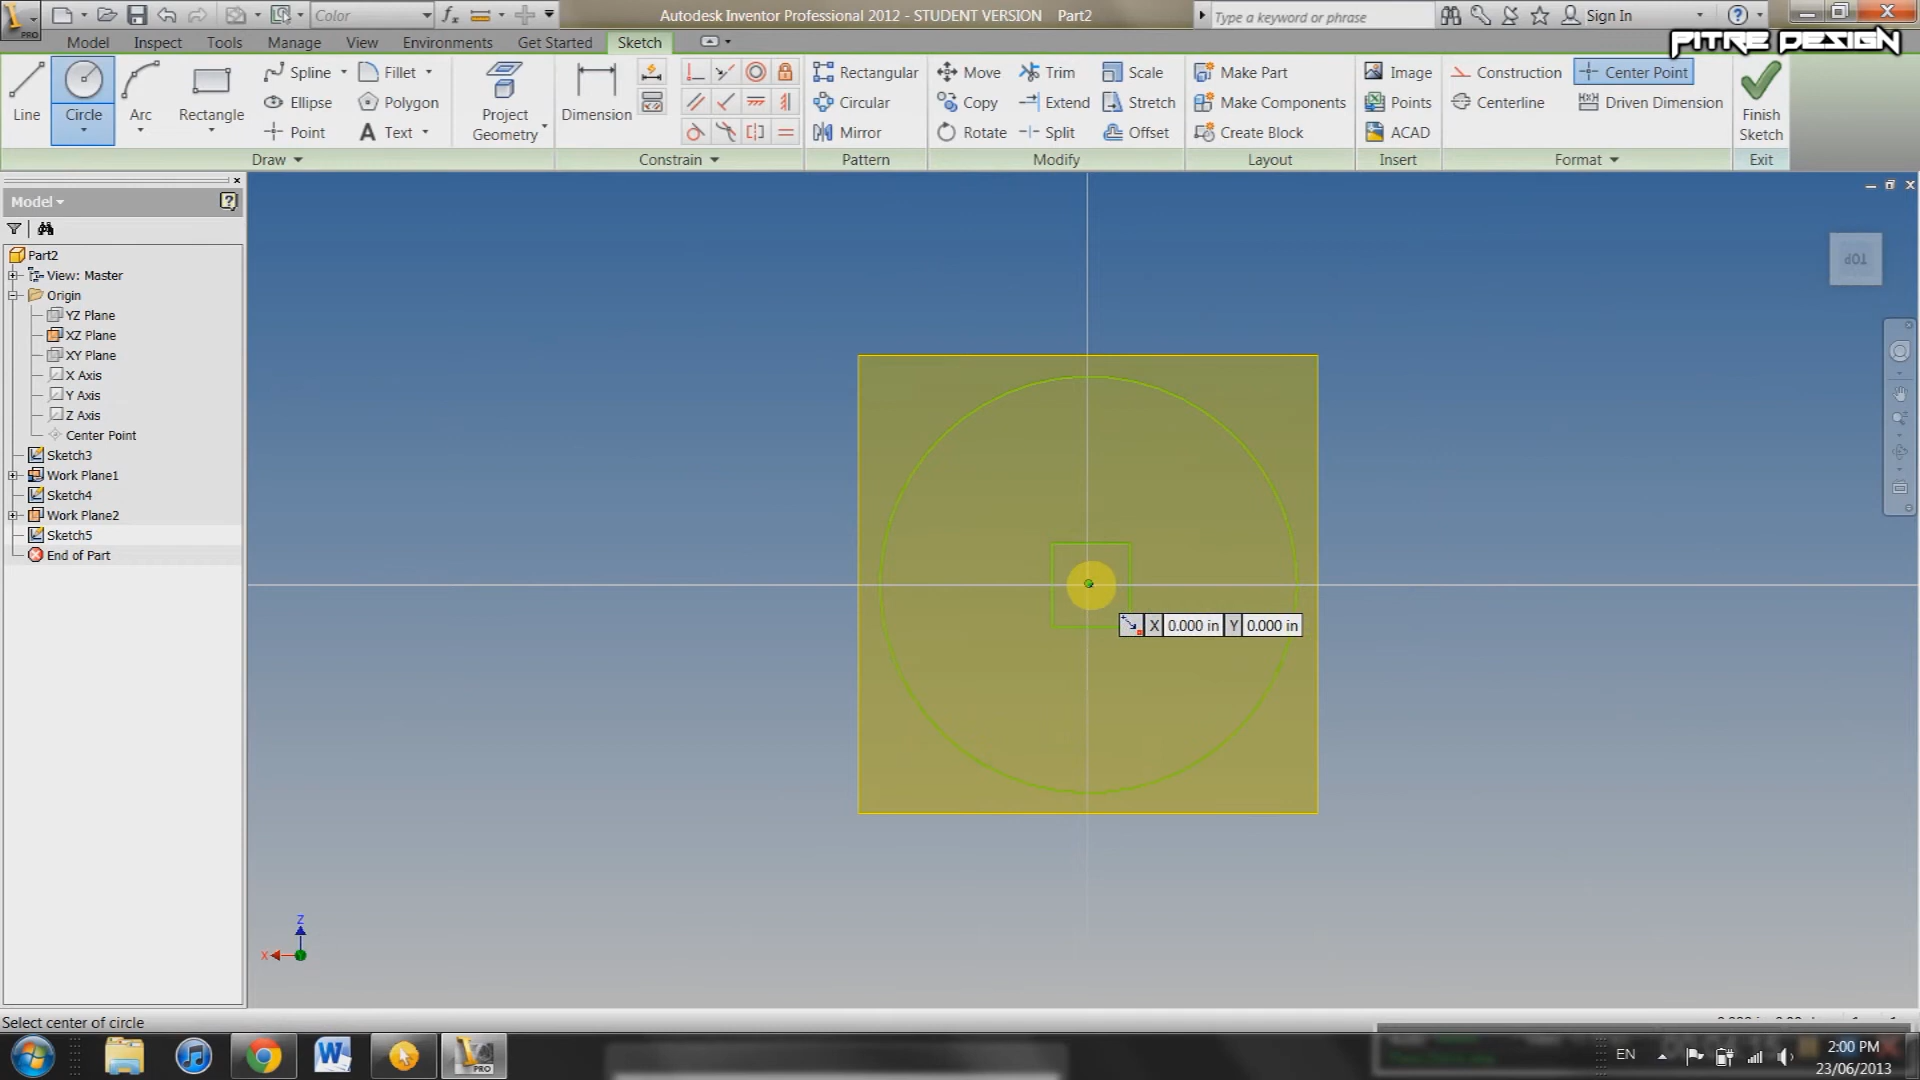 PRO
Color
Autodesk Inventor Professional 2012 - STUDENT VERSION Part2
Type a keyword or phrase
Sign In
Model Inspect Tools Manage View Environments Get Started Sketch
PITRE DESIGN
Line
Circle
Arc
Rectangle
Spline
Ellipse
Point
Fillet
Polygon
Text
Project Geometry
Dimension
Rectangular
Circular
Mirror
Move
Copy
Rotate
Trim
Extend
Split
Scale
Stretch
Offset
Make Part
Make Components
Create Block
Image
Points
ACAD
Construction
Centerline
Center Point
Driven Dimension
Finish Sketch
Draw Constrain Pattern Modify Layout Insert Format Exit
Model
Part2
View: Master
Origin
YZ Plane
XZ Plane
XY Plane
X Axis
Y Axis
Z Axis
Center Point
Sketch3
Work Plane1
Sketch4
Work Plane2
Sketch5
End of Part
TOP
X 0.000 in Y 0.000 in
Z
X
Select center of circle
PRO
EN
2:00 PM
23/06/2013